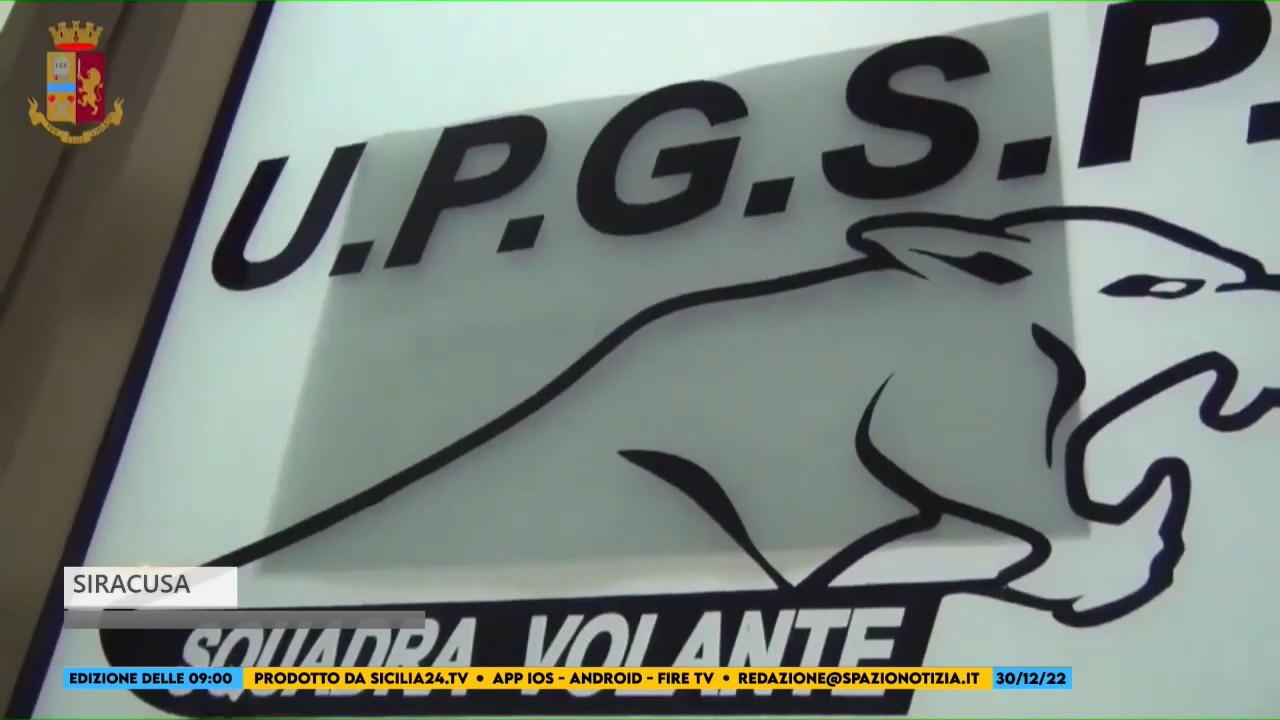 U.P.G.S.P.
SIRACUSA
SQUADRA VOLANTE
EDIZIONE DELLE 09:00 PRODOTTO DA SICILIA24.TV • APP IOS - ANDROID - FIRE TV • REDAZIONE@SPAZIONOTIZIA.IT 30/12/22